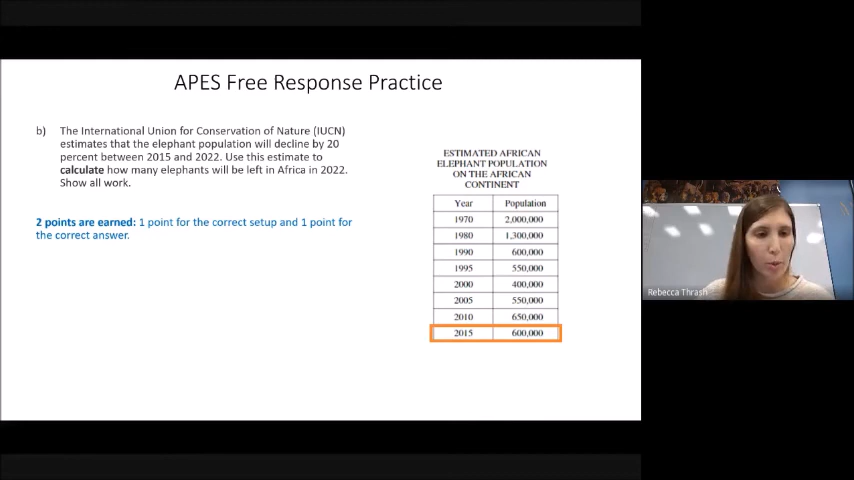 APES Free Response Practice
b) The International Union for Conservation of Nature (IUCN)
estimates that the elephant population will decline by 20
percent between 2015 and 2022. Use this estimate to
calculate how many elephants will be left in Africa in 2022.
Show all work.
2 points are earned: 1 point for the correct setup and 1 point for
the correct answer.
ESTIMATED AFRICAN
ELEPHANT POPULATION
ON THE AFRICAN
CONTINENT
Year Population
1970 2,000,000
1980 1,300,000
1990 600,000
1995 550,000
2000 400,000
2005 550,000
2010 650,000
2015 600,000
Rebecca Thrash